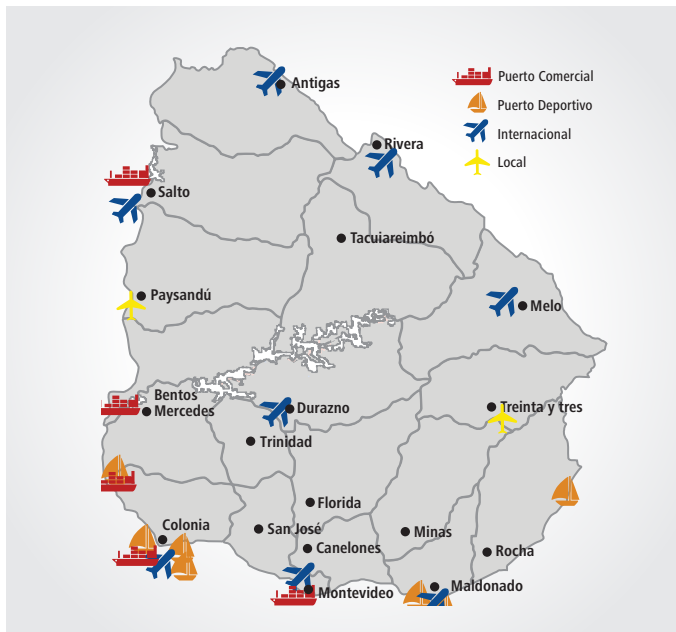 Antigas
Puerto Comercial
Puerto Deportivo
Internacional
Local
Rivera
Salto
Tacuiareimbó
Paysandú
Melo
Bentos
Mercedes
Durazno
Treinta y tres
Trinidad
Florida
Colonia
San José
Minas
Canelones
Rocha
Maldonado
Montevideo